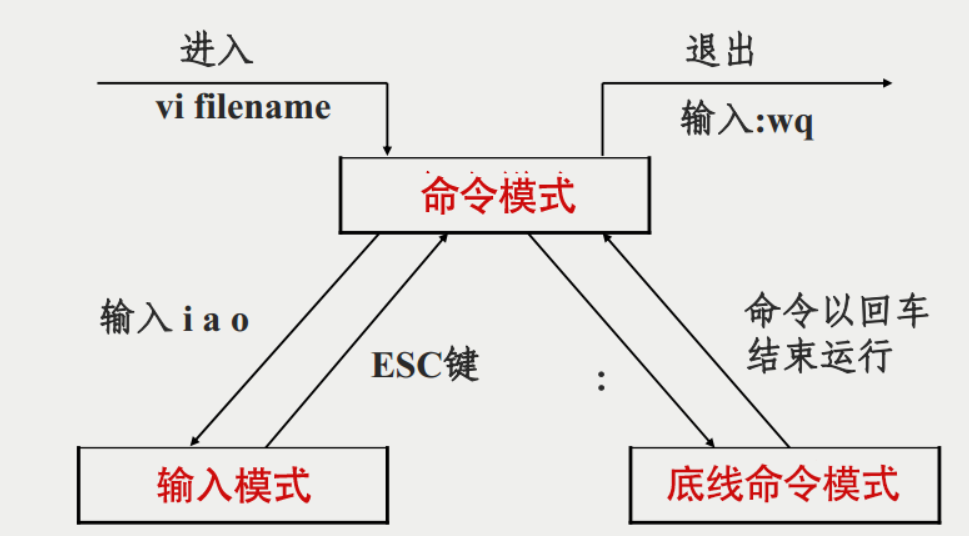 进入
vi filename
退出
输入:wq
命令模式
输入 i a o
ESC键
:
命令以回车
结束运行
输入模式
底线命令模式